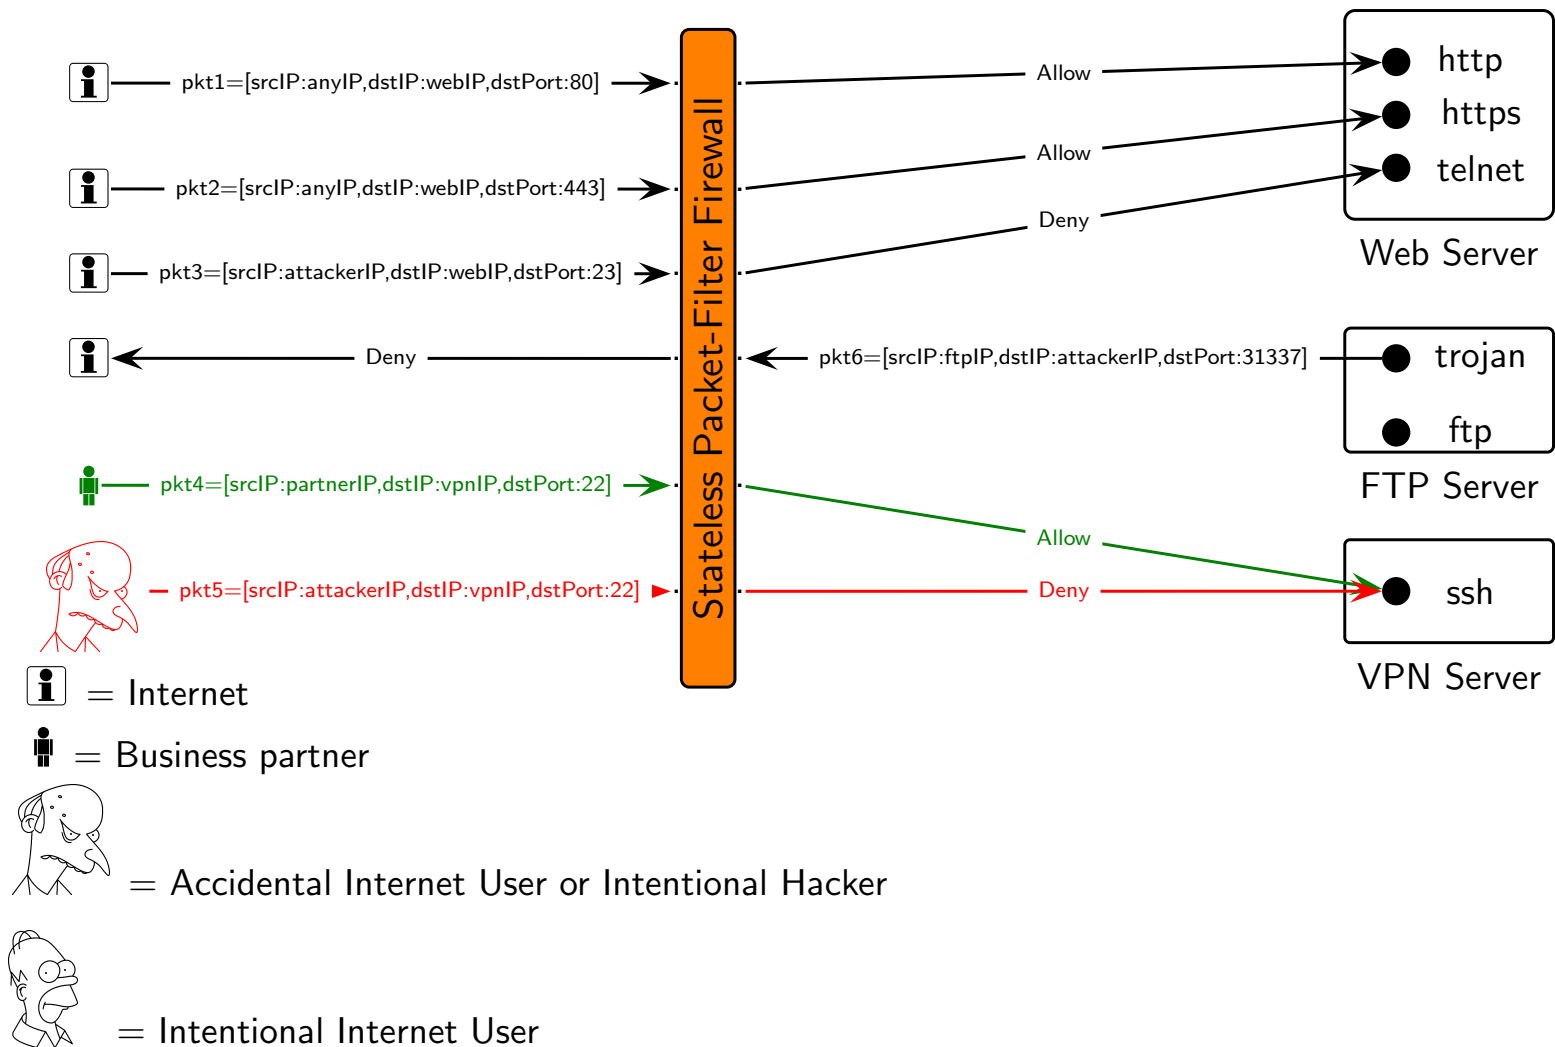 pkt1=[srcIP:anyIP,dstIP:webIP,dstPort:80]
Allow
http
pkt2=[srcIP:anyIP,dstIP:webIP,dstPort:443]
Allow
https
pkt3=[srcIP:attackerIP,dstIP:webIP,dstPort:23]
Deny
telnet
Web Server
Stateless Packet-Filter Firewall
Deny
pkt6=[srcIP:ftpIP,dstIP:attackerIP,dstPort:31337]
trojan
ftp
FTP Server
pkt4=[srcIP:partnerIP,dstIP:vpnIP,dstPort:22]
Allow
pkt5=[srcIP:attackerIP,dstIP:vpnIP,dstPort:22]
Deny
ssh
VPN Server
= Internet
= Business partner
= Accidental Internet User or Intentional Hacker
= Intentional Internet User